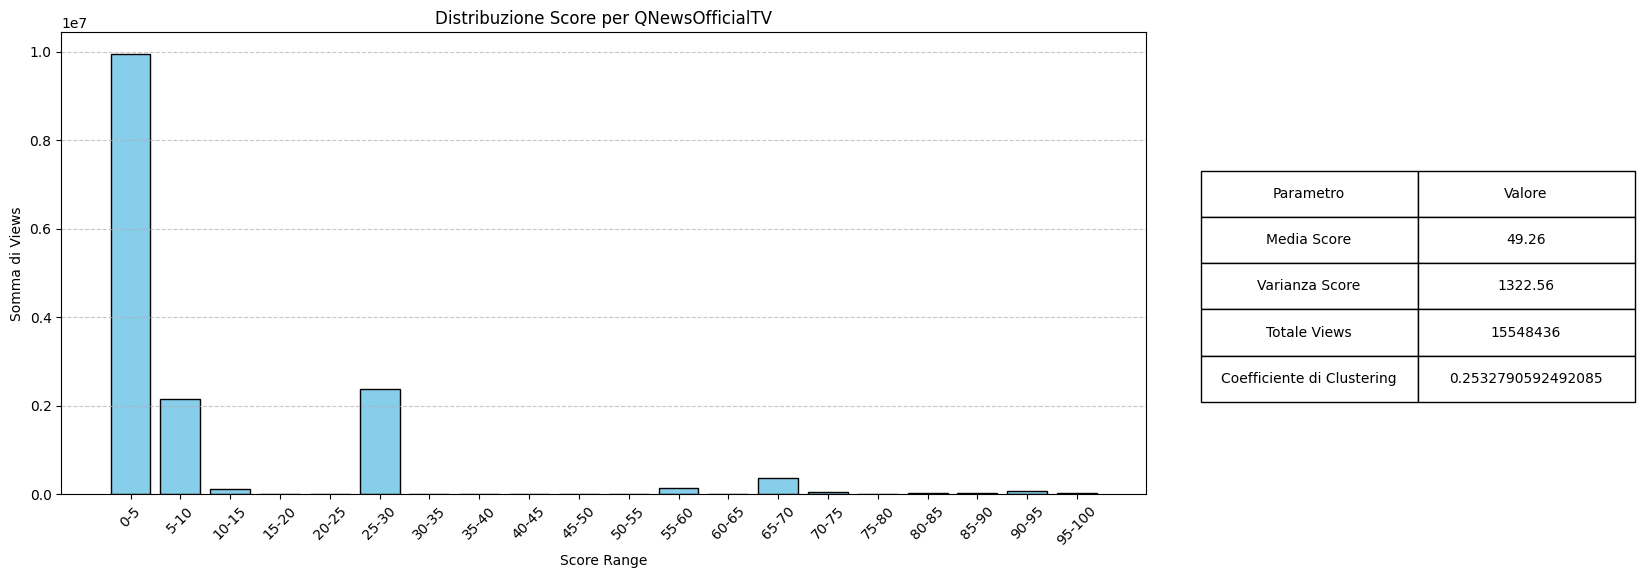 Distribuzione Score per QNewsOfficialTV
1e7
Somma di Views
1.0
0.8
0.6
0.4
0.2
0.0
0-5 5-10 10-15 15-20 20-25 25-30 30-35 35-40 40-45 45-50 50-55 55-60 60-65 65-70 70-75 75-80 80-85 85-90 90-95 95-100
Score Range
Parametro Valore
Media Score 49.26
Varianza Score 1322.56
Totale Views 15548436
Coefficiente di Clustering 0.2532790592492085